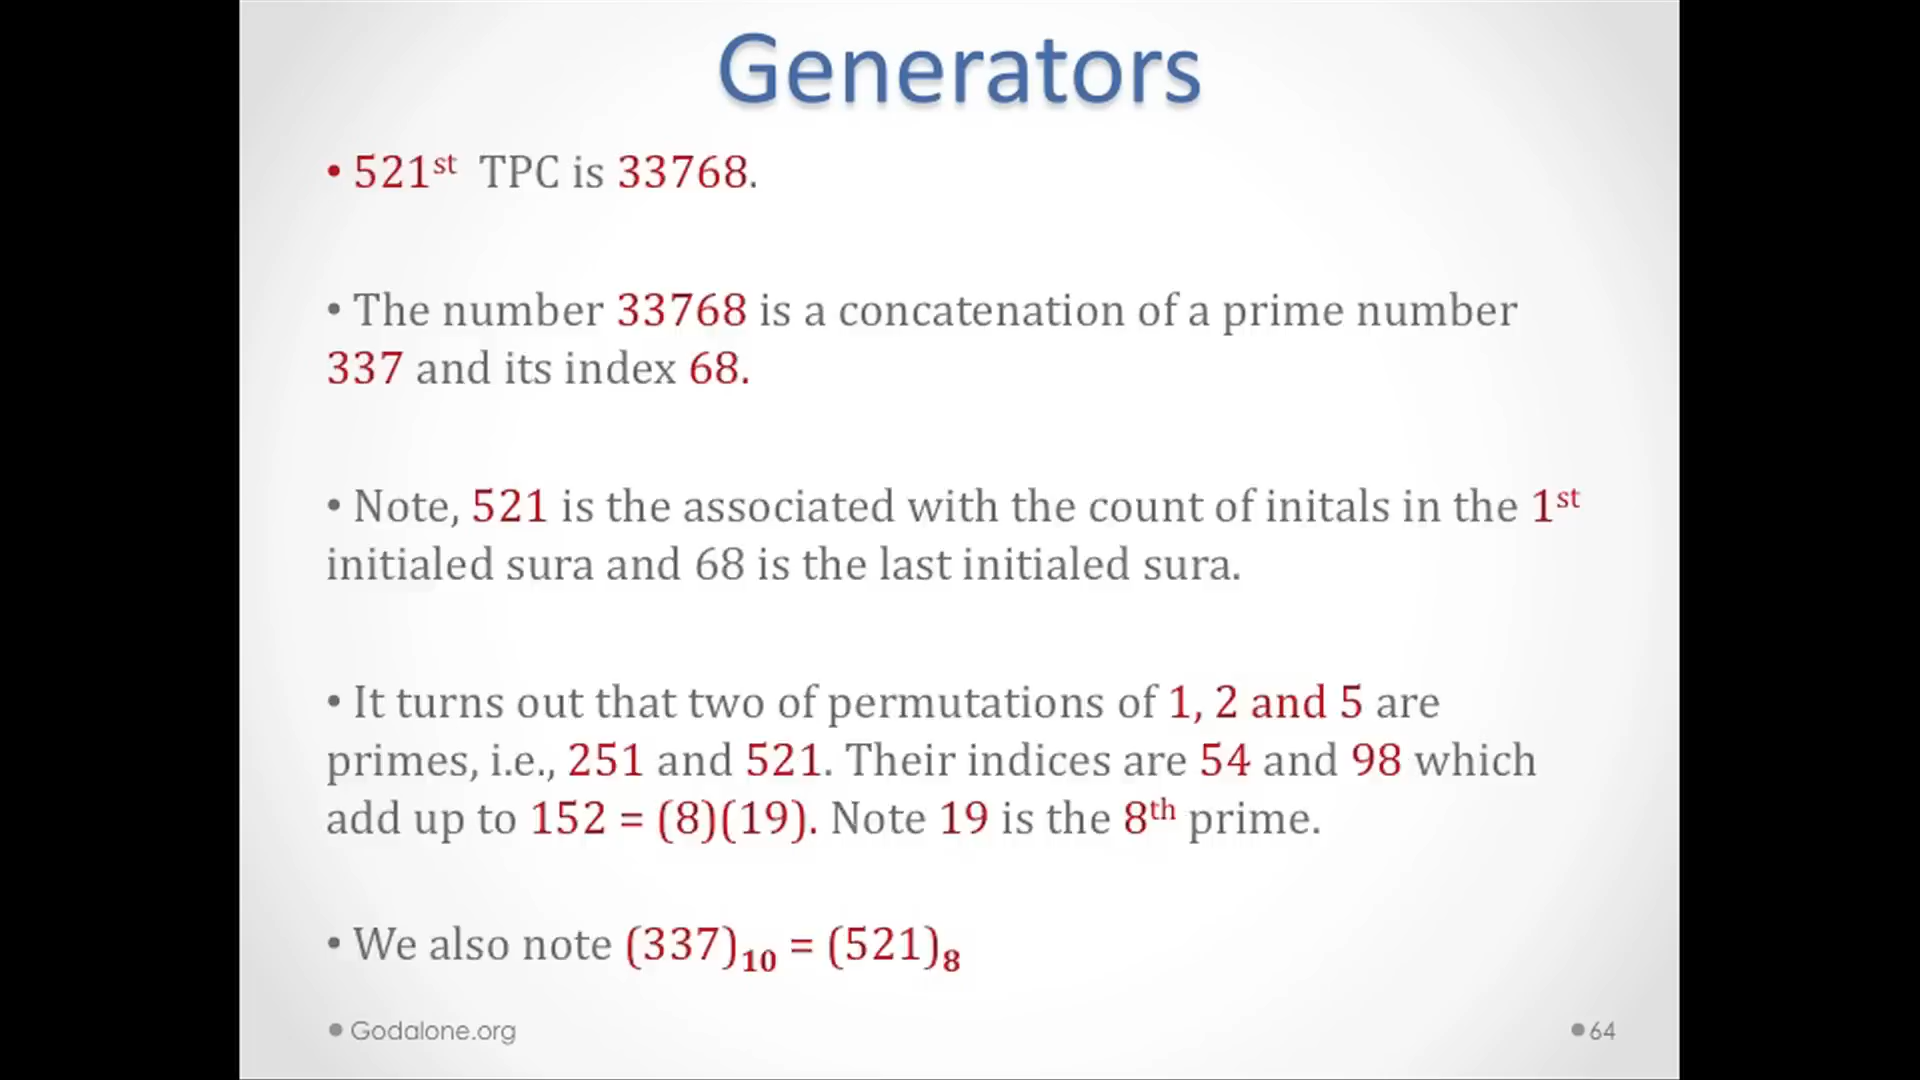 Generators
• 521st TPC is 33768.
• The number 33768 is a concatenation of a prime number
337 and its index 68.
• Note, 521 is the associated with the count of initals in the 1st
initialed sura and 68 is the last initialed sura.
• It turns out that two of permutations of 1, 2 and 5 are
primes, i.e., 251 and 521. Their indices are 54 and 98 which
add up to 152 = (8)(19). Note 19 is the 8th prime.
• We also note (337)10 = (521)8
• Godalone.org
• 64